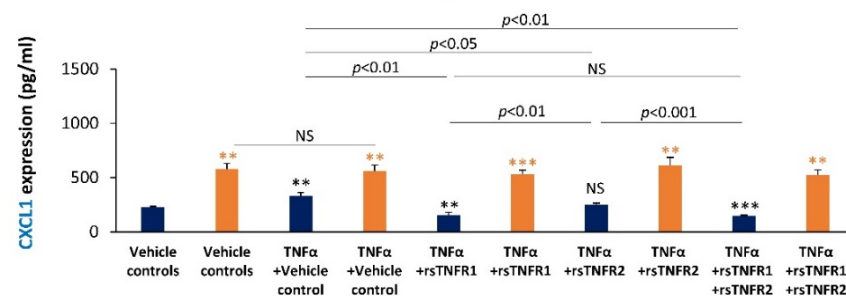 p<0.01
p<0.05
p<0.01
NS
p<0.01
p<0.001
NS
CXCL1 expression (pg/ml)
1500
1000
500
0
** ** ** ** *** NS ** *** **
Vehicle controls
Vehicle controls
TNFα +Vehicle control
TNFα +Vehicle control
TNFα +rsTNFR1
TNFα +rsTNFR1
TNFα +rsTNFR2
TNFα +rsTNFR2
TNFα +rsTNFR1 +rsTNFR2
TNFα +rsTNFR1 +rsTNFR2